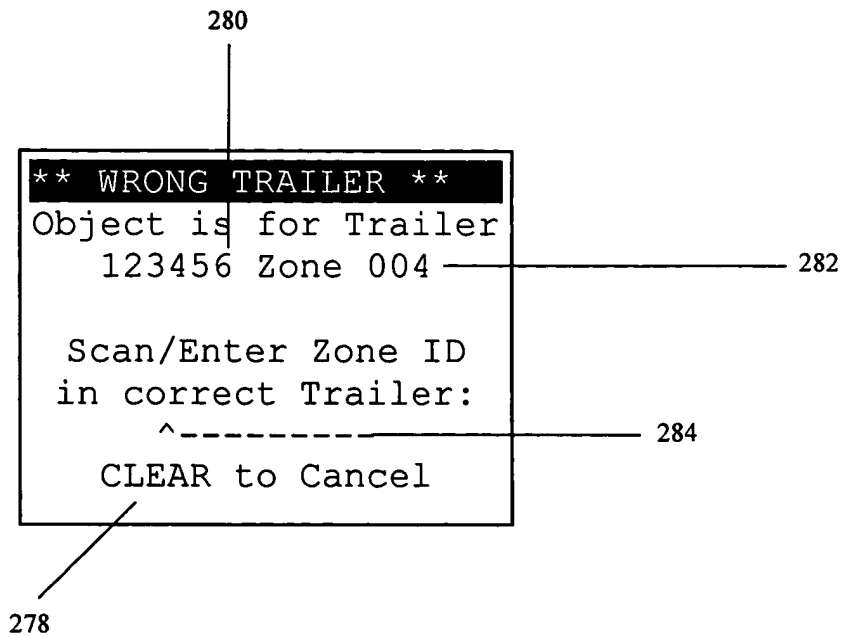 280
** WRONG TRAILER **
Object is for Trailer
123456 Zone 004
282
Scan/Enter Zone ID
in correct Trailer:
^_________
284
CLEAR to Cancel
278